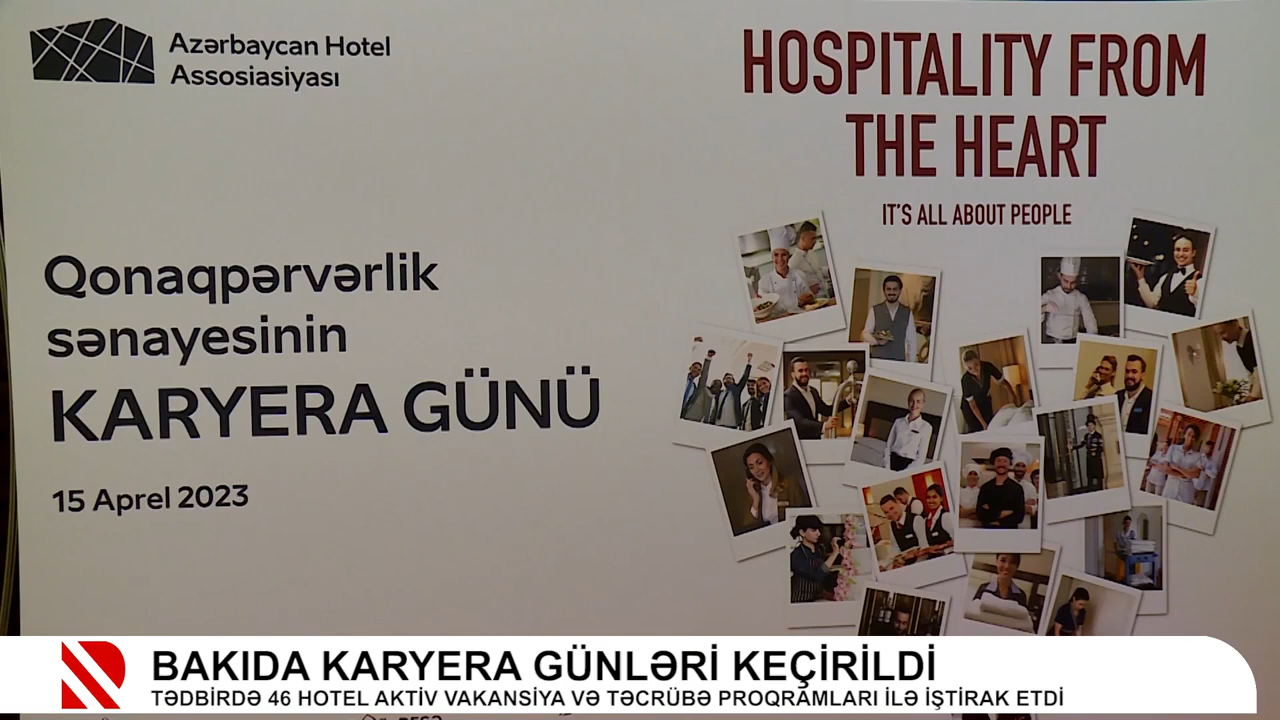 Azərbaycan Hotel
Assosiasiyası
HOSPITALITY FROM
THE HEART
IT'S ALL ABOUT PEOPLE
Qonaqpərvərlik
sənayesinin
KARYERA GÜNÜ
15 Aprel 2023
BAKIDA KARYERA GÜNLƏRİ KEÇİRİLDİ
TƏDBİRDƏ 46 HOTEL AKTİV VAKANSİYA VƏ TƏCRÜBƏ PROQRAMLARI İLƏ İŞTİRAK ETDİ